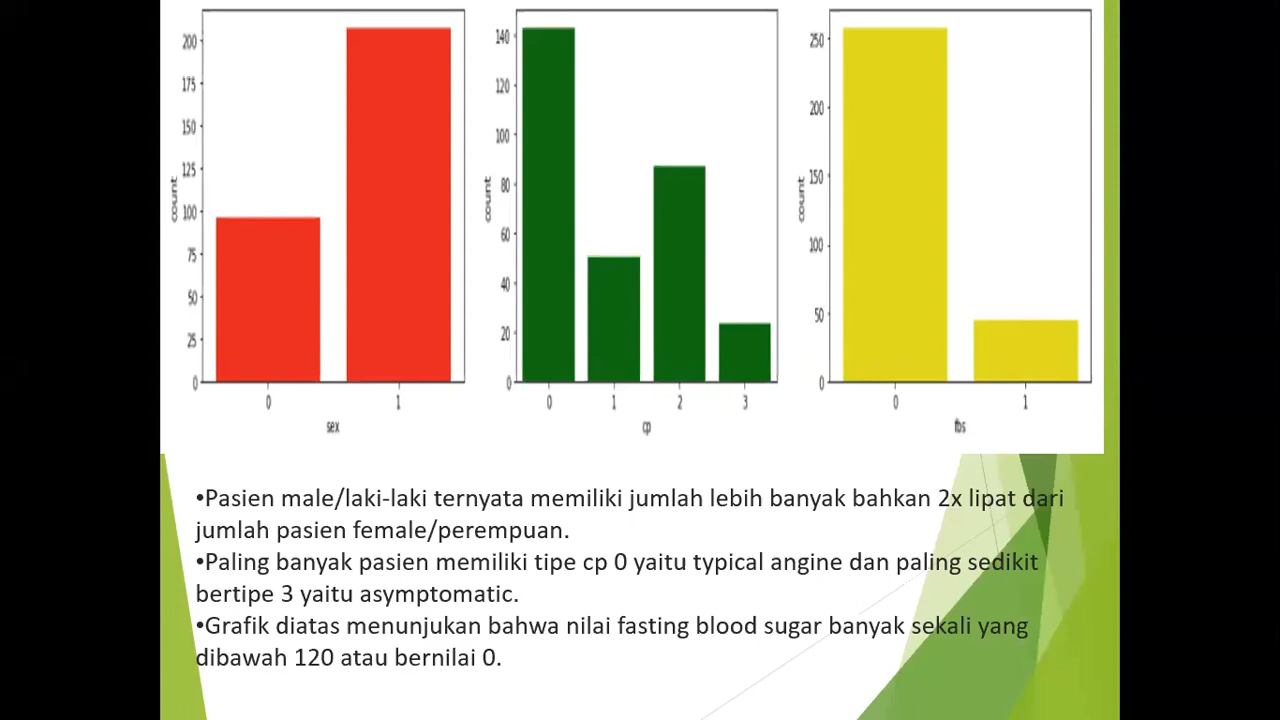 200
175
150
125
100
75
50
25
0
count
0 1
sex
140
120
100
80
60
40
20
0
count
0 1 2 3
cp
250
200
150
100
50
0
count
0 1
fbs
•Pasien male/laki-laki ternyata memiliki jumlah lebih banyak bahkan 2x lipat dari
jumlah pasien female/perempuan.
•Paling banyak pasien memiliki tipe cp 0 yaitu typical angine dan paling sedikit
bertipe 3 yaitu asymptomatic.
•Grafik diatas menunjukan bahwa nilai fasting blood sugar banyak sekali yang
dibawah 120 atau bernilai 0.